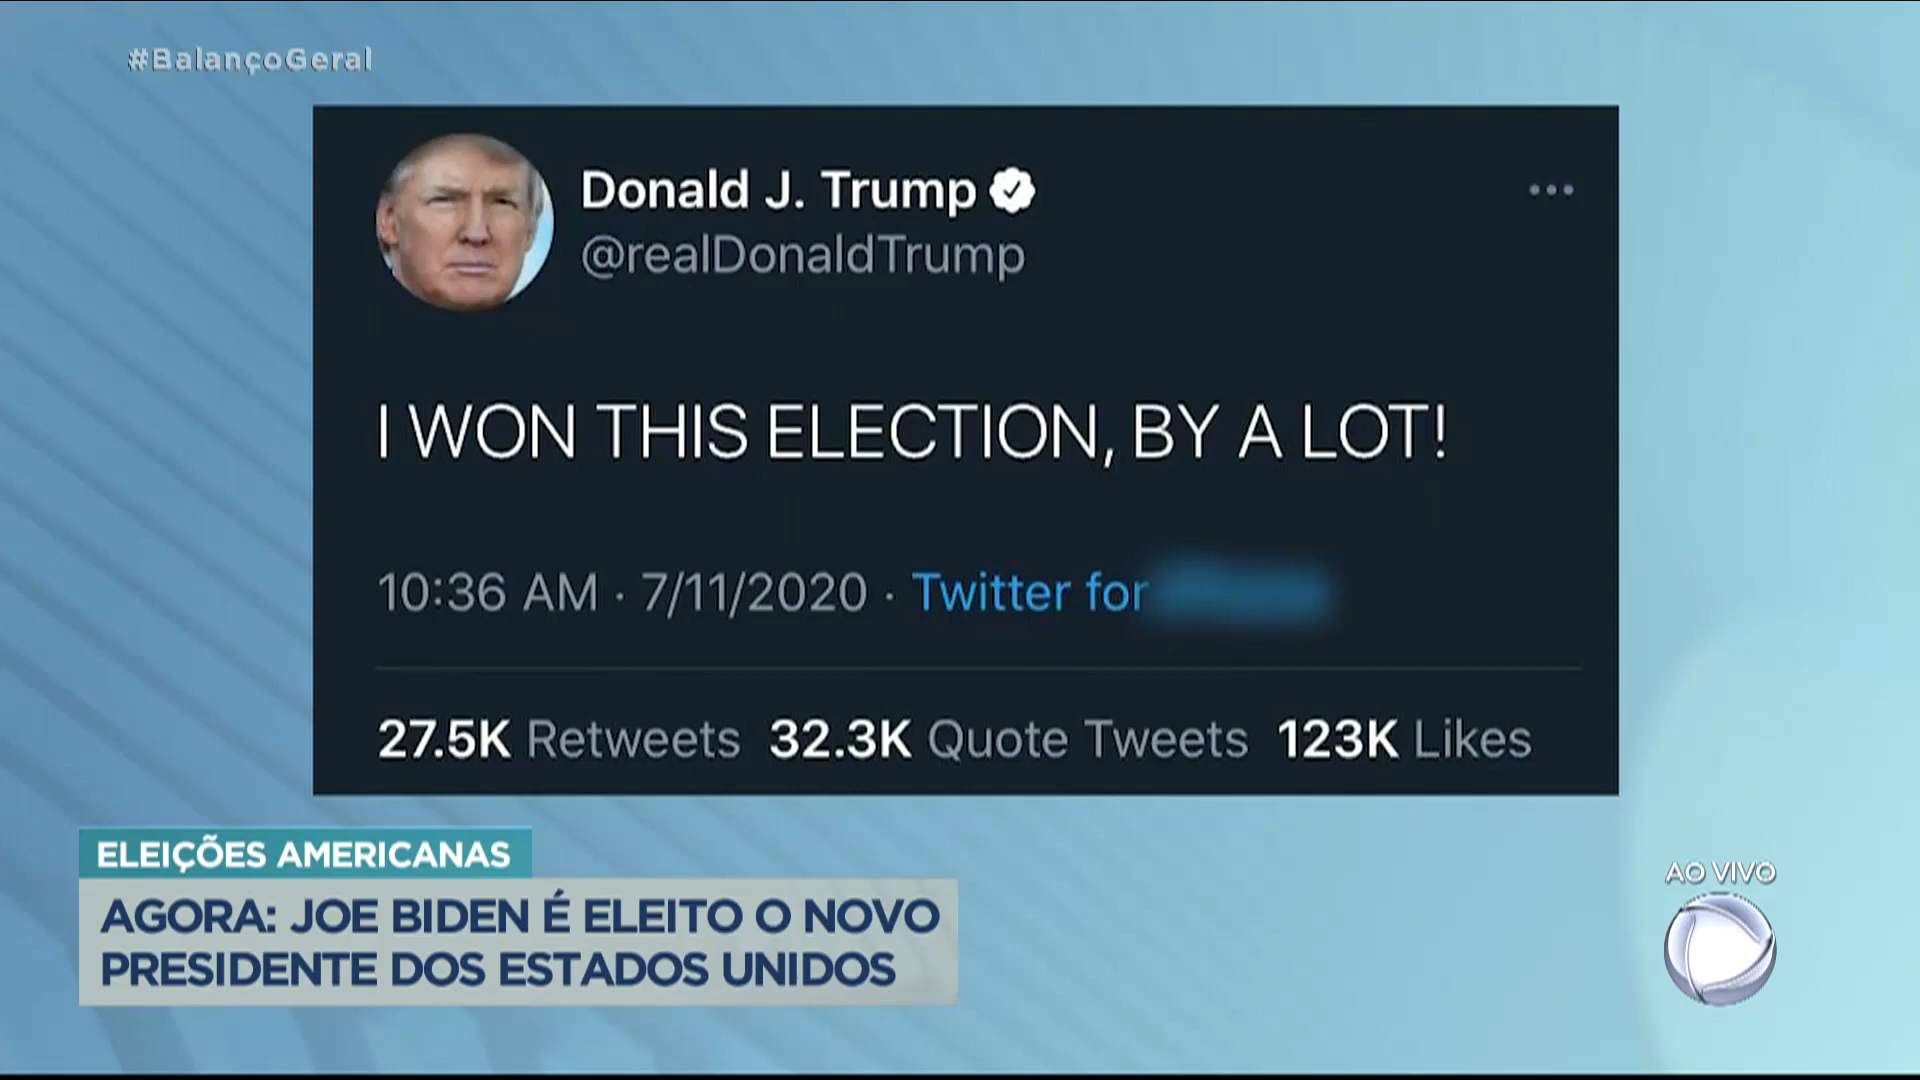 #BalançoGeral
Donald J. Trump
@realDonaldTrump
I WON THIS ELECTION, BY A LOT!
10:36 AM · 7/11/2020 · Twitter for
27.5K Retweets 32.3K Quote Tweets 123K Likes
ELEIÇÕES AMERICANAS
AGORA: JOE BIDEN É ELEITO O NOVO
PRESIDENTE DOS ESTADOS UNIDOS
AO VIVO